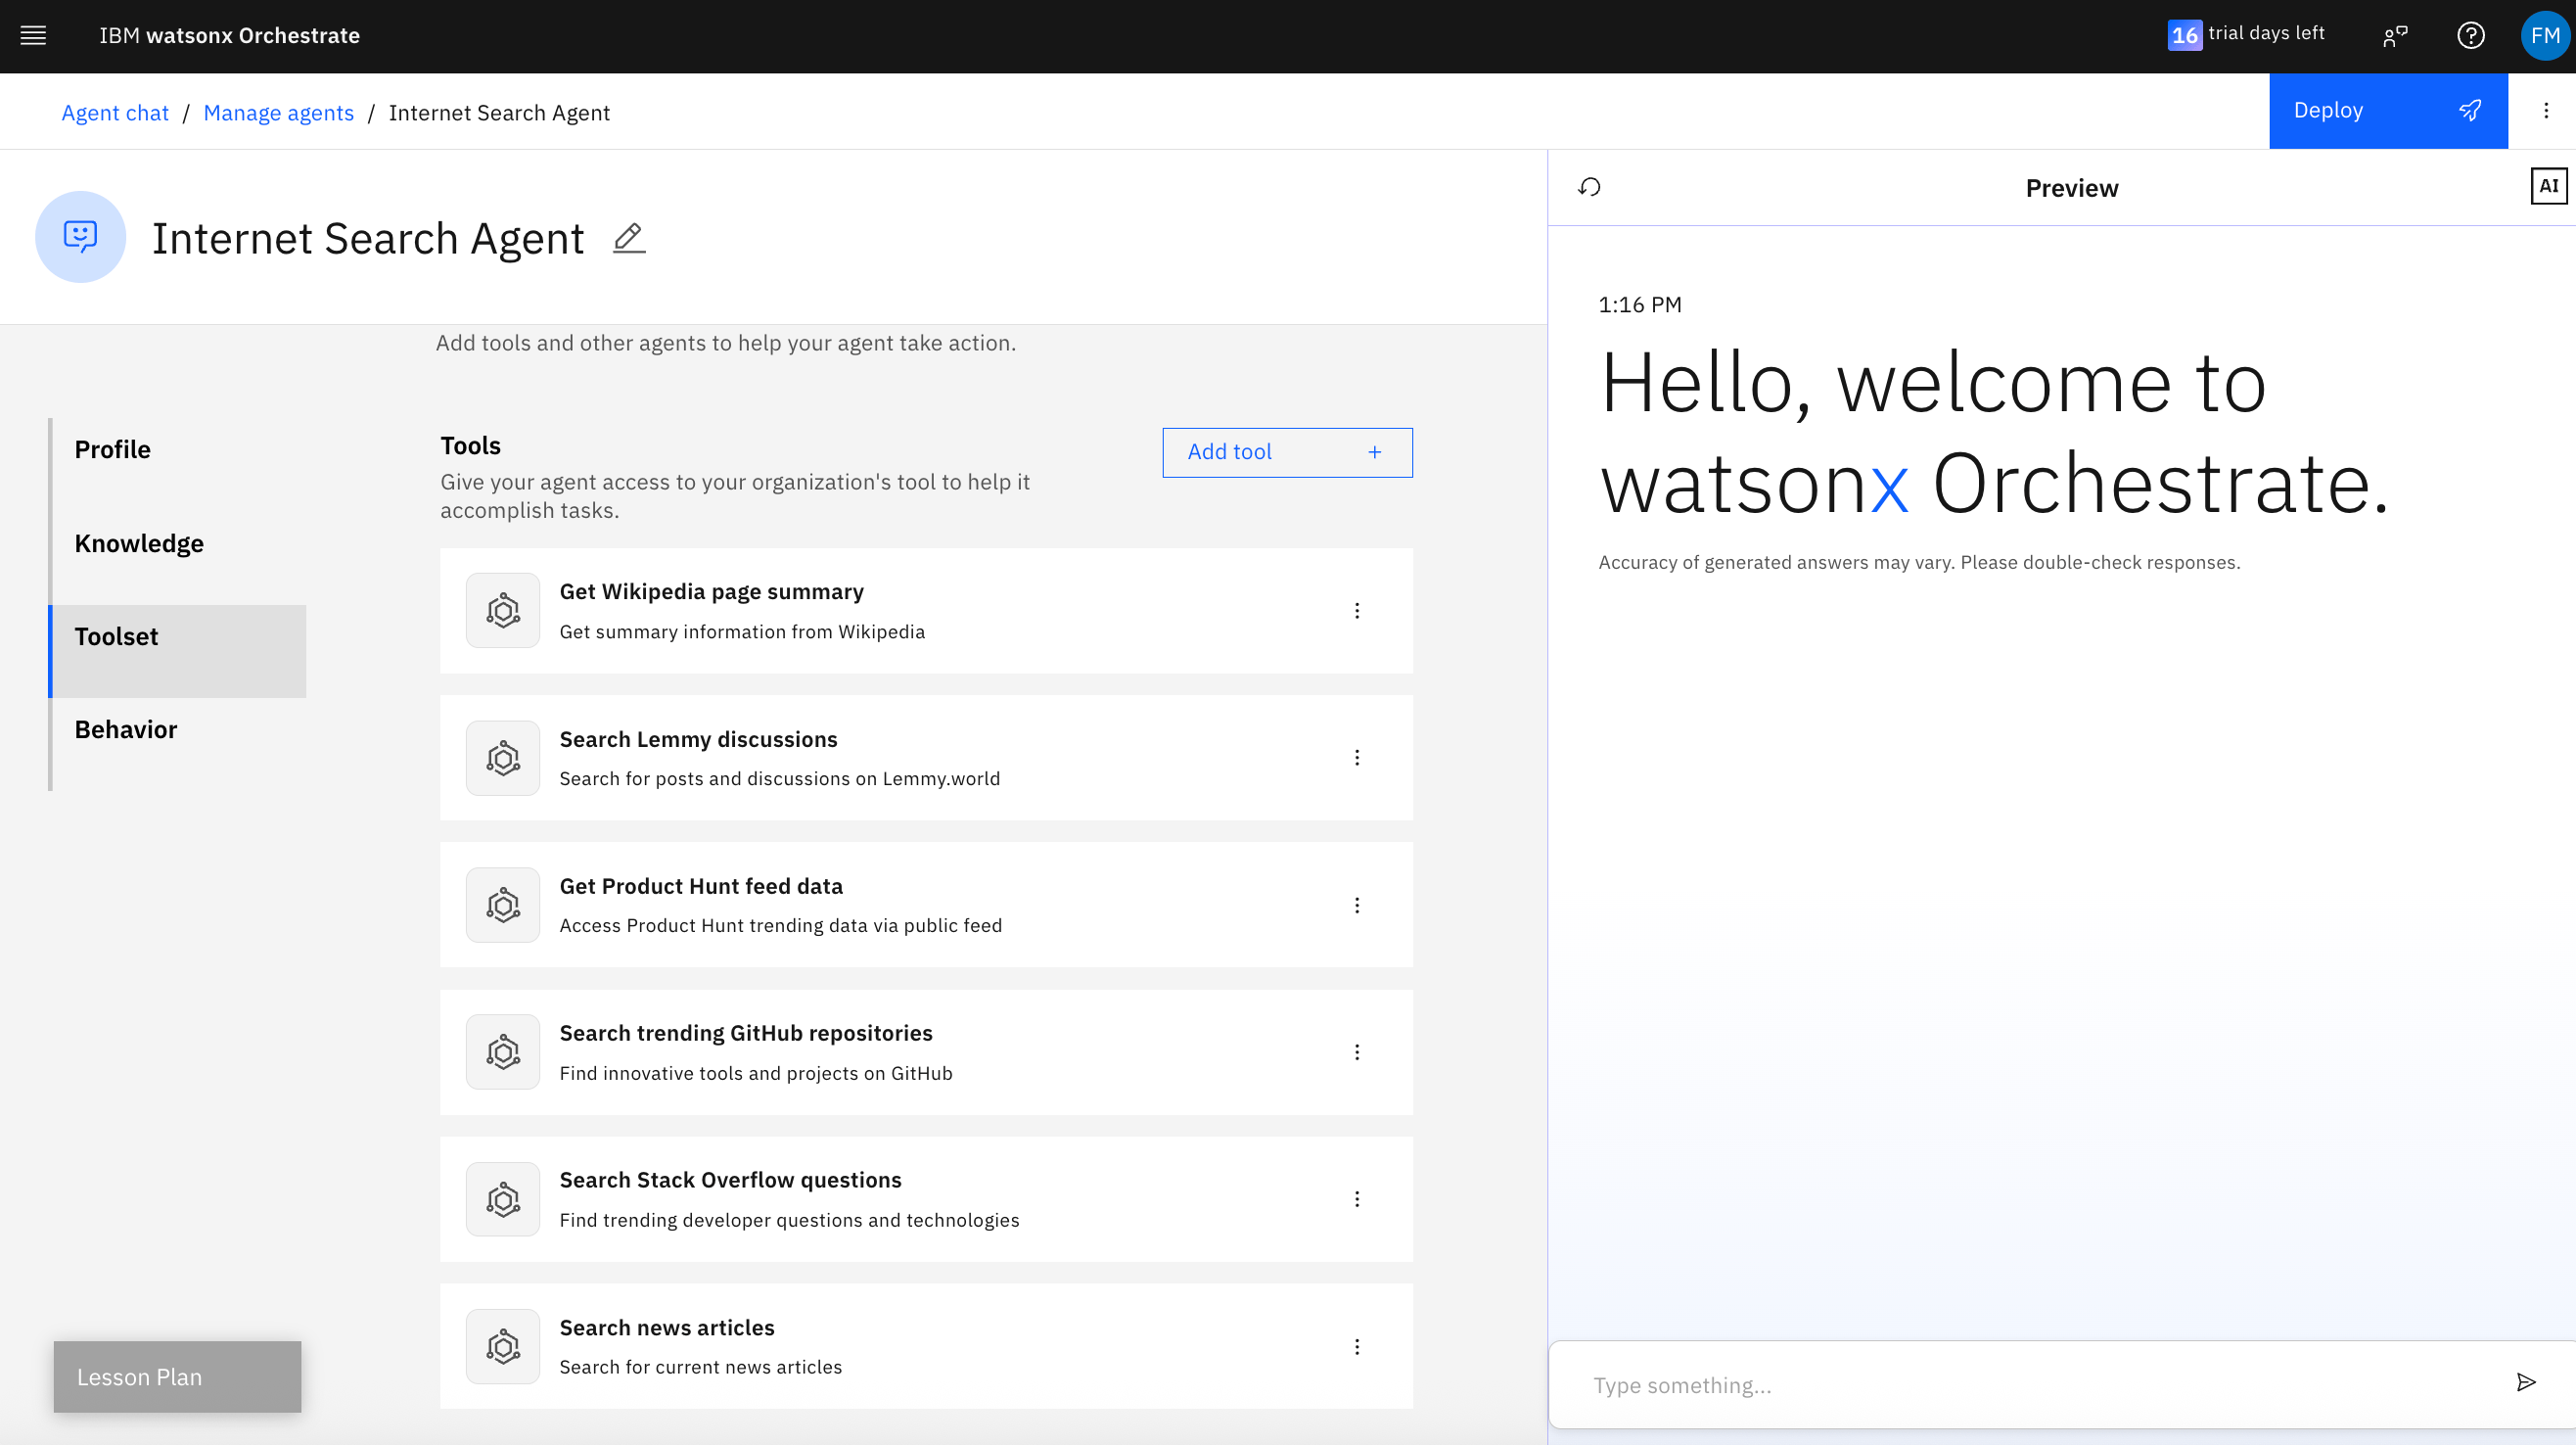 IBM watsonx Orchestrate
16 trial days left
FM
Agent chat / Manage agents / Internet Search Agent
Deploy
Internet Search Agent
Add tools and other agents to help your agent take action.
Profile
Knowledge
Toolset
Behavior
Lesson Plan
Tools
Add tool +
Give your agent access to your organization's tool to help it
accomplish tasks.
Get Wikipedia page summary
Get summary information from Wikipedia
Search Lemmy discussions
Search for posts and discussions on Lemmy.world
Get Product Hunt feed data
Access Product Hunt trending data via public feed
Search trending GitHub repositories
Find innovative tools and projects on GitHub
Search Stack Overflow questions
Find trending developer questions and technologies
Search news articles
Search for current news articles
Preview
AI
1:16 PM
Hello, welcome to
watsonx Orchestrate.
Accuracy of generated answers may vary. Please double-check responses.
Type something...